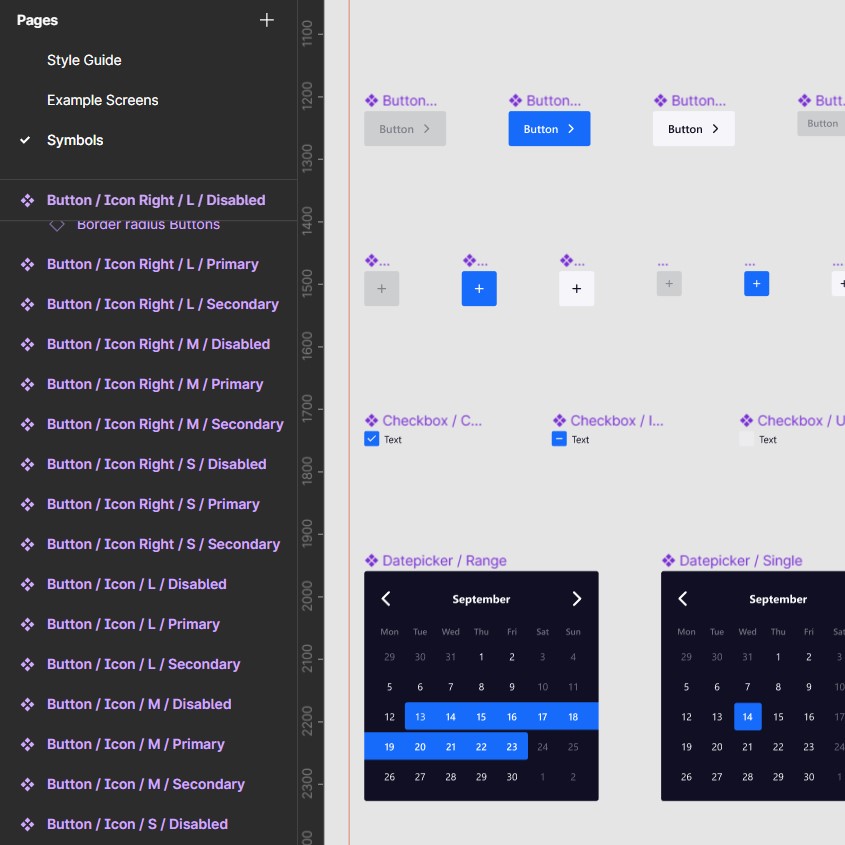 Pages
Style Guide
Example Screens
Symbols
Button / Icon Right / L / Disabled
Border radius Buttons
Button / Icon Right / L / Primary
Button / Icon Right / L / Secondary
Button / Icon Right / M / Disabled
Button / Icon Right / M / Primary
Button / Icon Right / M / Secondary
Button / Icon Right / S / Disabled
Button / Icon Right / S / Primary
Button / Icon Right / S / Secondary
Button / Icon / L / Disabled
Button / Icon / L / Primary
Button / Icon / L / Secondary
Button / Icon / M / Disabled
Button / Icon / M / Primary
Button / Icon / M / Secondary
Button / Icon / S / Disabled
1100
1200
1300
1400
1500
1600
1700
1800
1900
2000
2100
2200
2300
Button... Button... Button... Butt.
Button Button Button Button
... ... ... ... ... ...
Checkbox / C... Checkbox / I... Checkbox / U
Text Text Text
Datepicker / Range
September
Mon Tue Wed Thu Fri Sat Sun
29 30 31 1 2 3 4
5 6 7 8 9 10 11
12 13 14 15 16 17 18
19 20 21 22 23 24 25
26 27 28 29 30 1 2
Datepicker / Single
September
Mon Tue Wed Thu Fri Sat
29 30 31 1 2 3
5 6 7 8 9 10
12 13 14 15 16 17
19 20 21 22 23 24
26 27 28 29 30 1